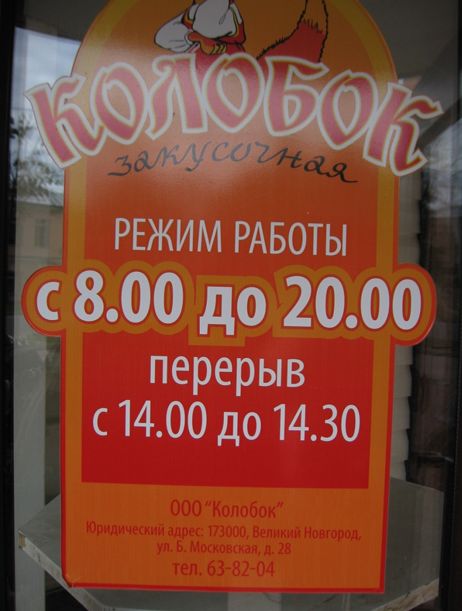 КОЛОБОК
закусочная
РЕЖИМ РАБОТЫ
с 8.00 до 20.00
перерыв
с 14.00 до 14.30
ООО "Колобок"
Юридический адрес: 173000, Великий Новгород,
ул. Б. Московская, д. 28
тел. 63-82-04